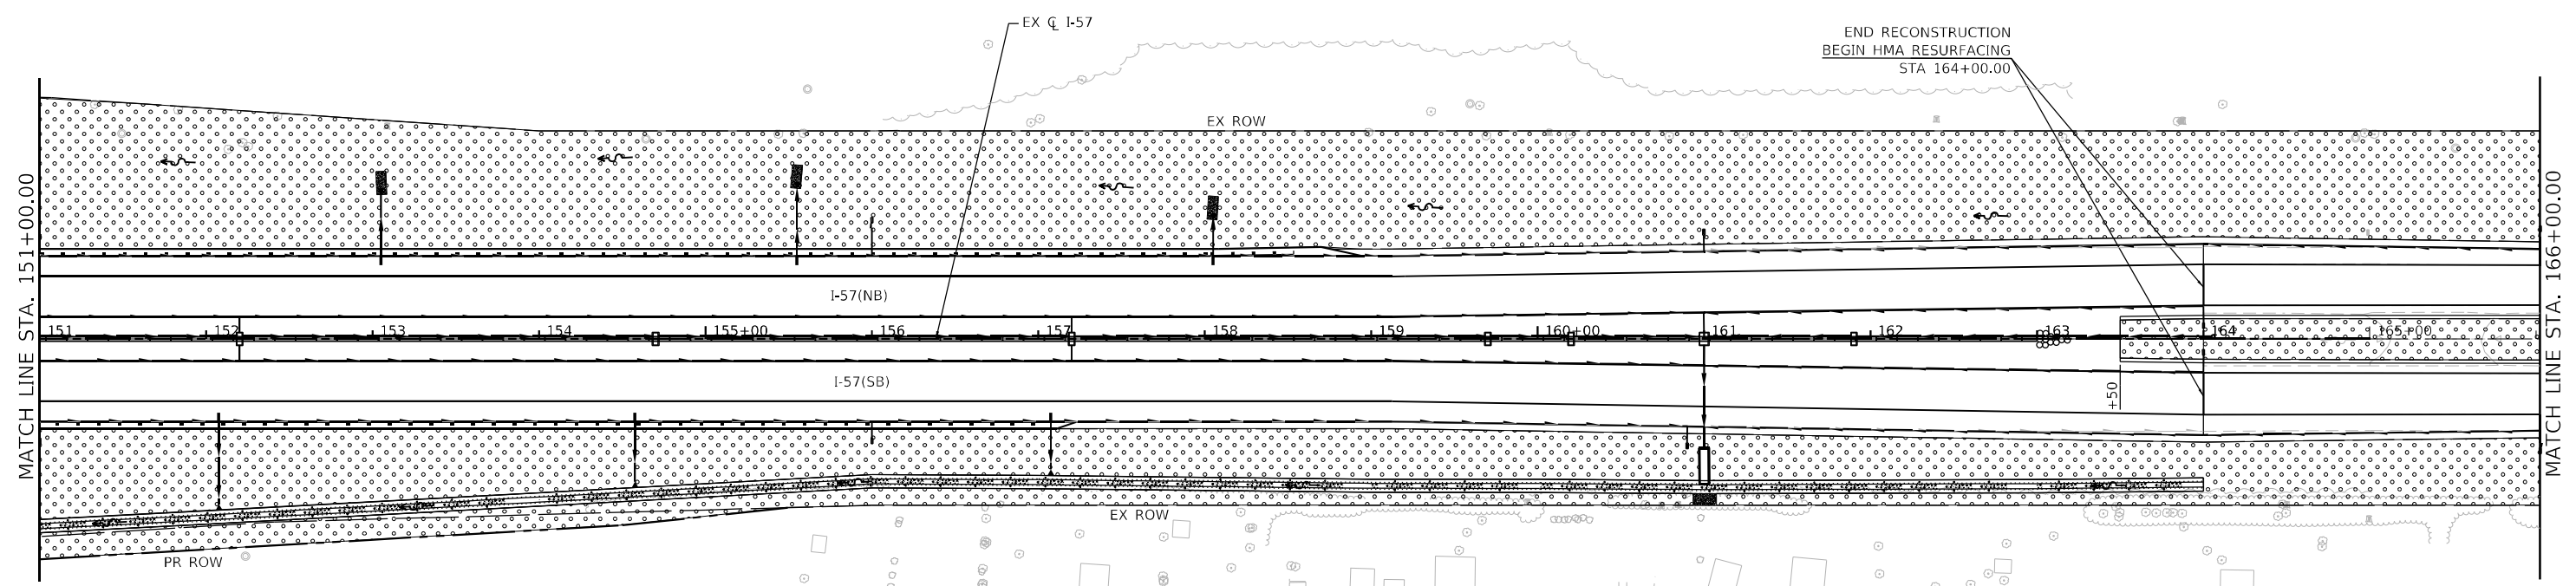 EX ℄ I-57
END RECONSTRUCTION
BEGIN HMA RESURFACING
STA 164+00.00
EX ROW
MATCH LINE STA. 151+00.00
MATCH LINE STA. 166+00.00
I-57(NB)
151 152 153 154 155+00 156 157 158 159 160+00 161 162 163 164 165+00
I-57(SB)
+50
EX ROW
PR ROW